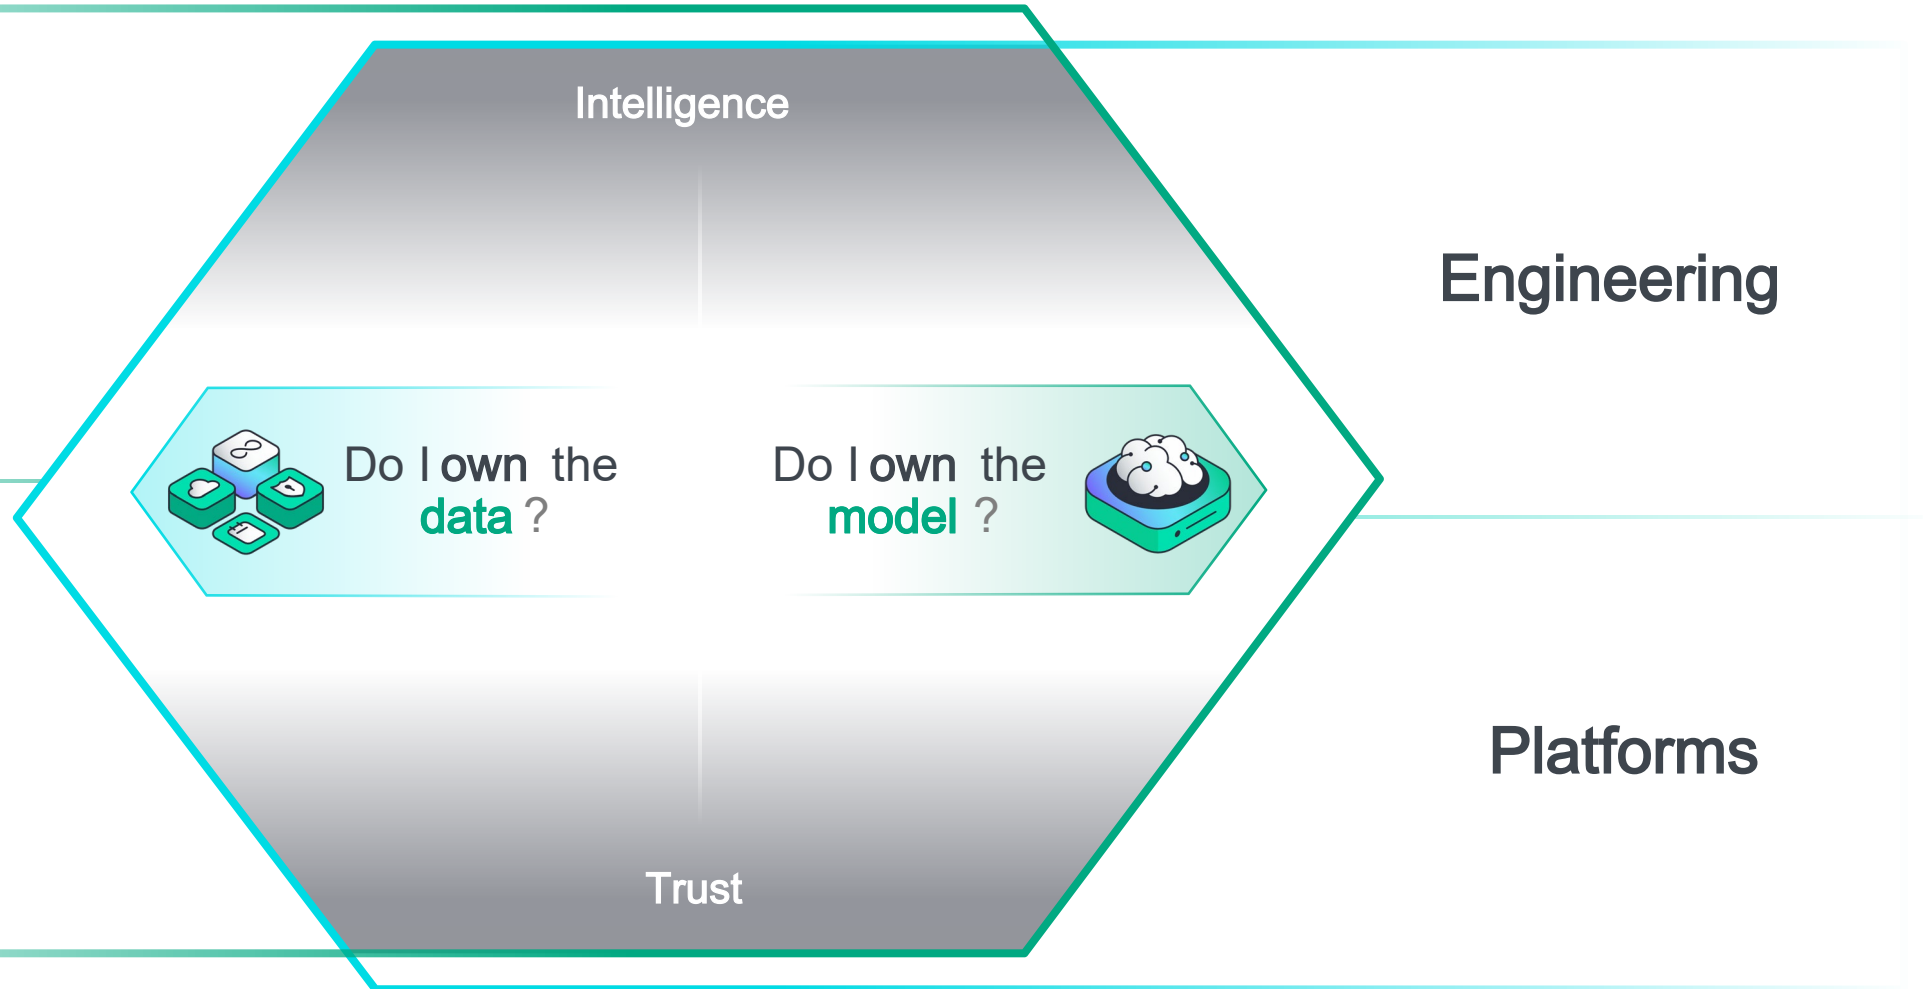 Intelligence
Engineering
Do I own the
data ?
Do I own the
model ?
Platforms
Trust